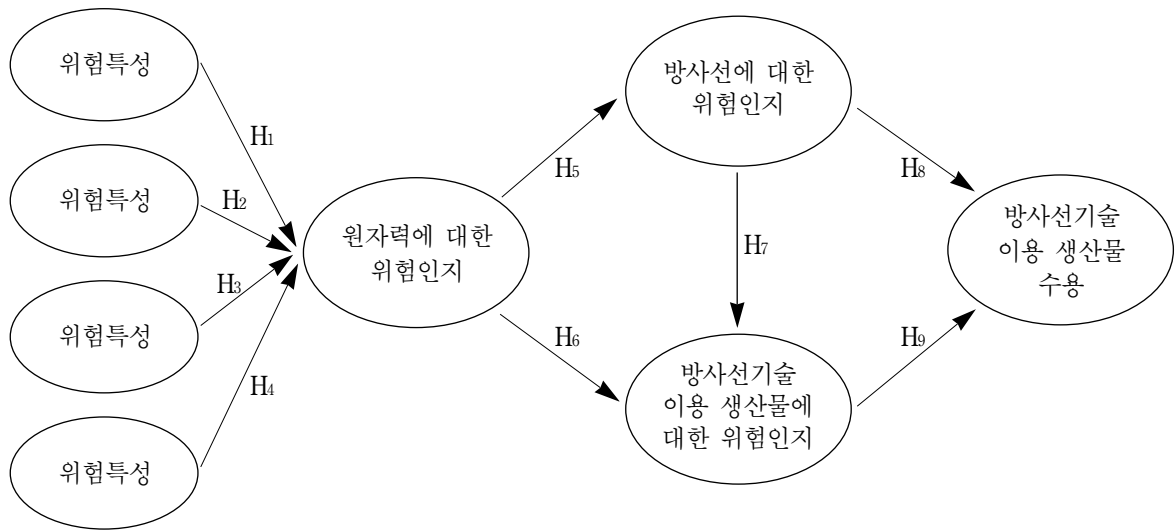 위험특성
H1
위험특성
H2
위험특성
H3
위험특성
H4
원자력에 대한
위험인지
H5
H6
방사선에 대한
위험인지
H7
방사선기술
이용 생산물에
대한 위험인지
H8
H9
방사선기술
이용 생산물
수용